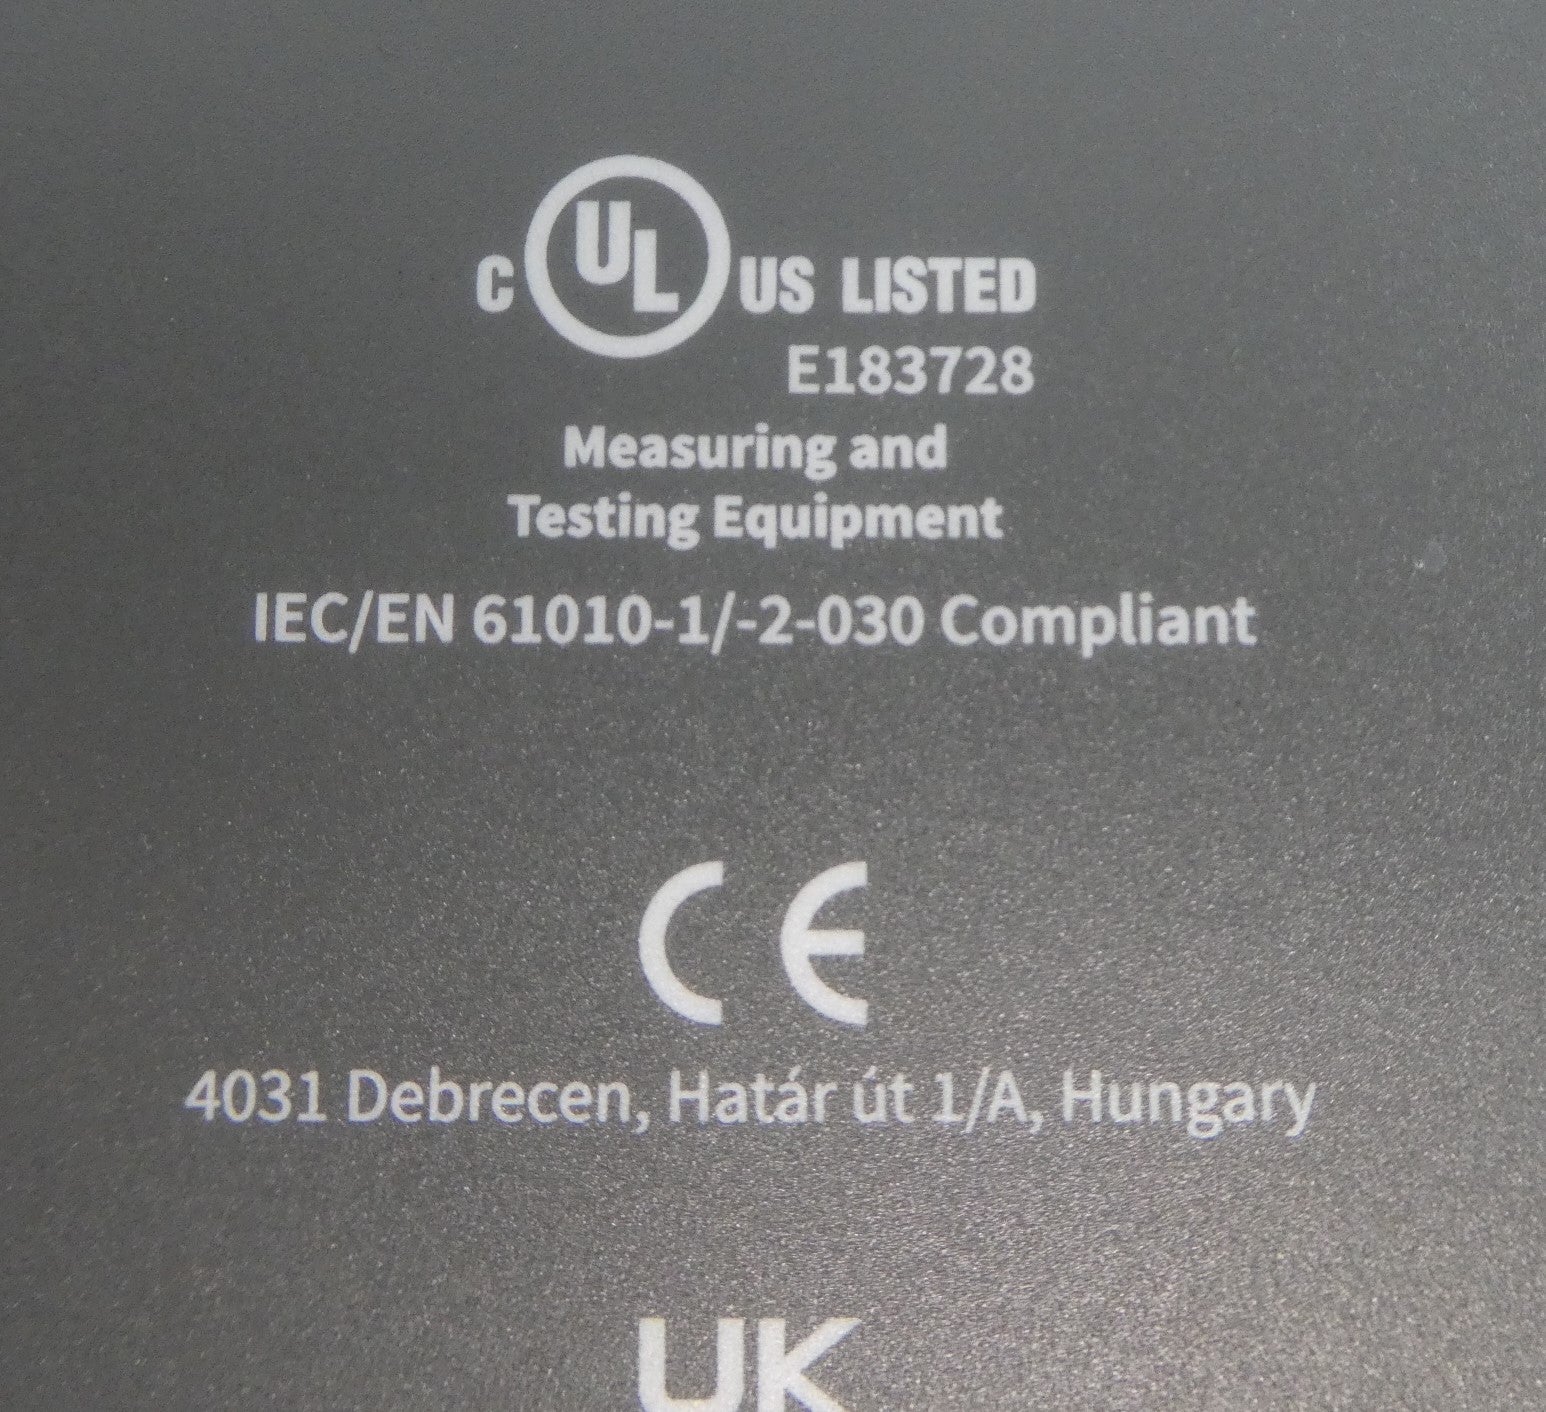 C UL US LISTED
E183728
Measuring and
Testing Equipment
IEC/EN 61010-1/-2-030 Compliant
CE
4031 Debrecen, Határ út 1/A, Hungary
UK